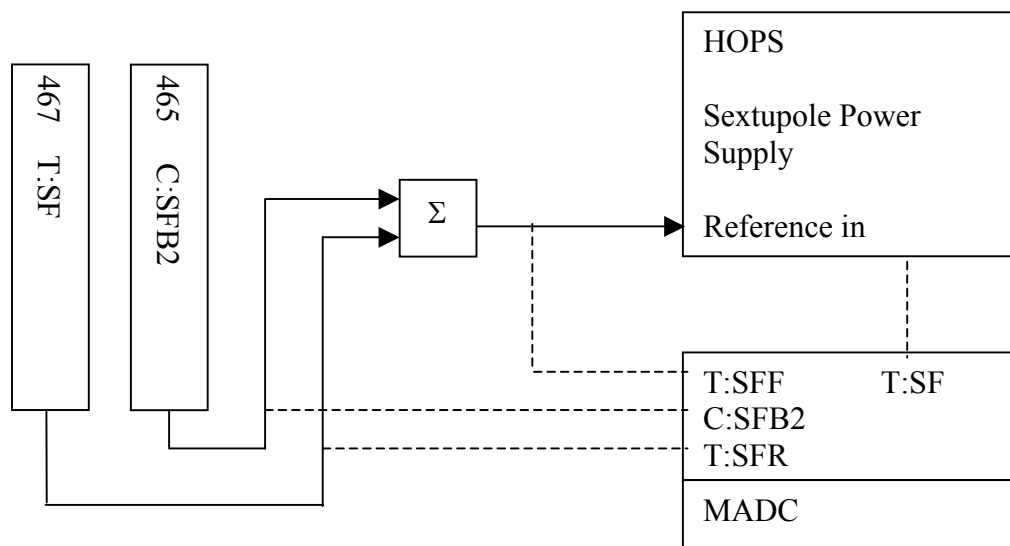 467 T:SF
465 C:SFB2
Σ
HOPS
Sextupole Power
Supply
Reference in
T:SFF T:SF
C:SFB2
T:SFR
MADC